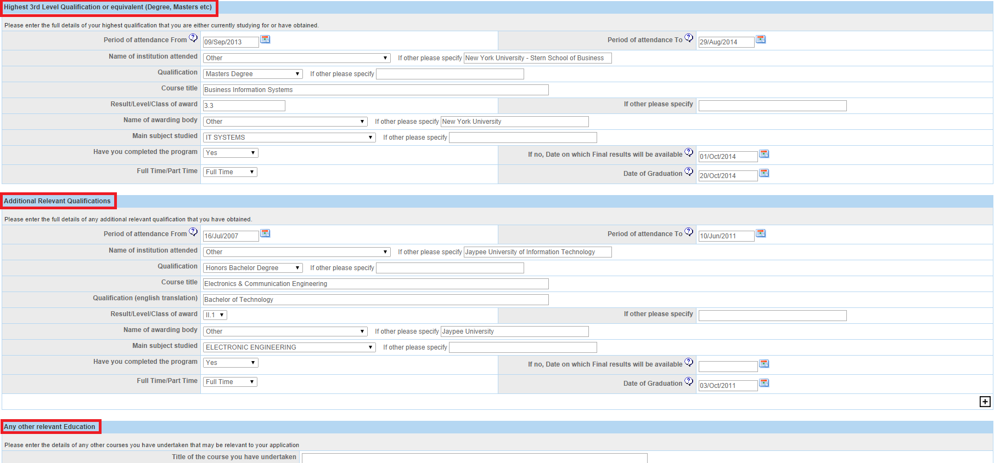 Highest 3rd Level Qualification or equivalent (Degree, Masters etc)
Please enter the full details of your highest qualification that you are either currently studying for or have obtained.
Period of attendance From ? 09/Sep/2013 Period of attendance To ? 29/Aug/2014
Name of institution attended Other If other please specify New York University - Stern School of Business
Qualification Masters Degree If other please specify
Course title Business Information Systems
Result/Level/Class of award 3.3 If other please specify
Name of awarding body Other If other please specify New York University
Main subject studied IT SYSTEMS If other please specify
Have you completed the program Yes If no, Date on which Final results will be available ? 01/Oct/2014
Full Time/Part Time Full Time Date of Graduation ? 20/Oct/2014
Additional Relevant Qualifications
Please enter the full details of any additional relevant qualification that you have obtained.
Period of attendance From ? 16/Jul/2007 Period of attendance To ? 10/Jun/2011
Name of institution attended Other If other please specify Jaypee University of Information Technology
Qualification Honors Bachelor Degree If other please specify
Course title Electronics & Communication Engineering
Qualification (english translation) Bachelor of Technology
Result/Level/Class of award II.1 If other please specify
Name of awarding body Other If other please specify Jaypee University
Main subject studied ELECTRONIC ENGINEERING If other please specify
Have you completed the program Yes If no, Date on which Final results will be available ?
Full Time/Part Time Full Time Date of Graduation ? 03/Oct/2011
Any other relevant Education
Please enter the details of any other courses you have undertaken that may be relevant to your application
Title of the course you have undertaken